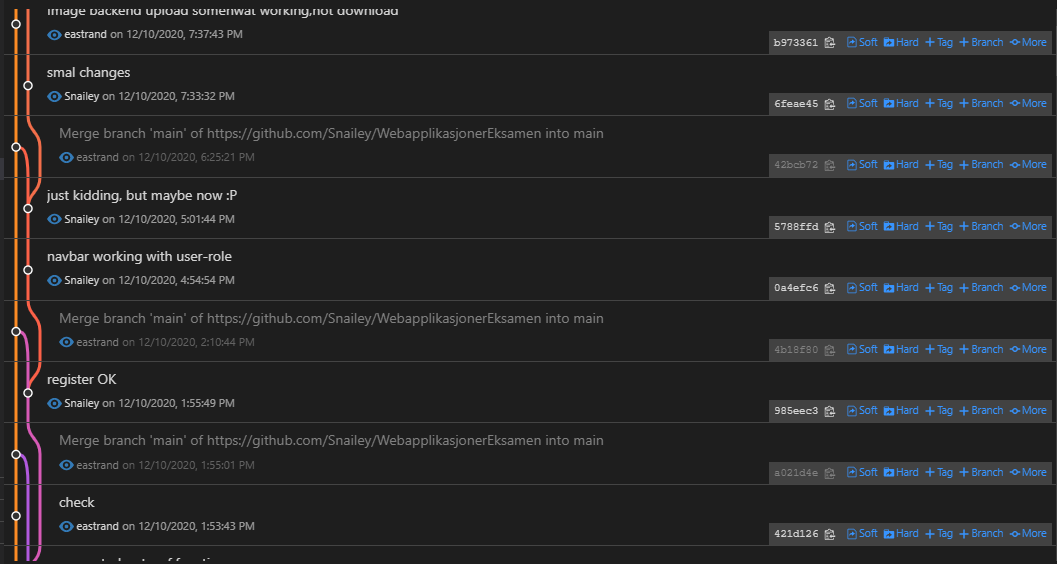 image backend upload somehwat working,not download
eastrand on 12/10/2020, 7:37:43 PM
b973361 Soft Hard Tag Branch More
smal changes
Snailey on 12/10/2020, 7:33:32 PM
6feae45 Soft Hard Tag Branch More
Merge branch 'main' of https://github.com/Snailey/WebapplikasjonerEksamen into main
eastrand on 12/10/2020, 6:25:21 PM
42bcb72 Soft Hard Tag Branch More
just kidding, but maybe now :P
Snailey on 12/10/2020, 5:01:44 PM
5788ffd Soft Hard Tag Branch More
navbar working with user-role
Snailey on 12/10/2020, 4:54:54 PM
0a4efc6 Soft Hard Tag Branch More
Merge branch 'main' of https://github.com/Snailey/WebapplikasjonerEksamen into main
eastrand on 12/10/2020, 2:10:44 PM
4b18f80 Soft Hard Tag Branch More
register OK
Snailey on 12/10/2020, 1:55:49 PM
985eec3 Soft Hard Tag Branch More
Merge branch 'main' of https://github.com/Snailey/WebapplikasjonerEksamen into main
eastrand on 12/10/2020, 1:55:01 PM
a021d4e Soft Hard Tag Branch More
check
eastrand on 12/10/2020, 1:53:43 PM
421d126 Soft Hard Tag Branch More